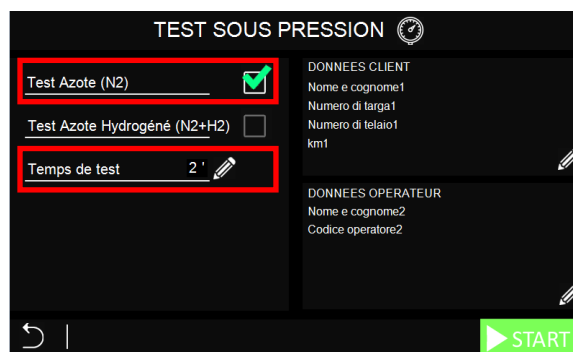 TEST SOUS PRESSION
Test Azote (N2)
Test Azote Hydrogéné (N2+H2)
Temps de test 2 '
DONNEES CLIENT
Nome e cognome1
Numero di targa1
Numero di telaio1
km1
DONNEES OPERATEUR
Nome e cognome2
Codice operatore2
START